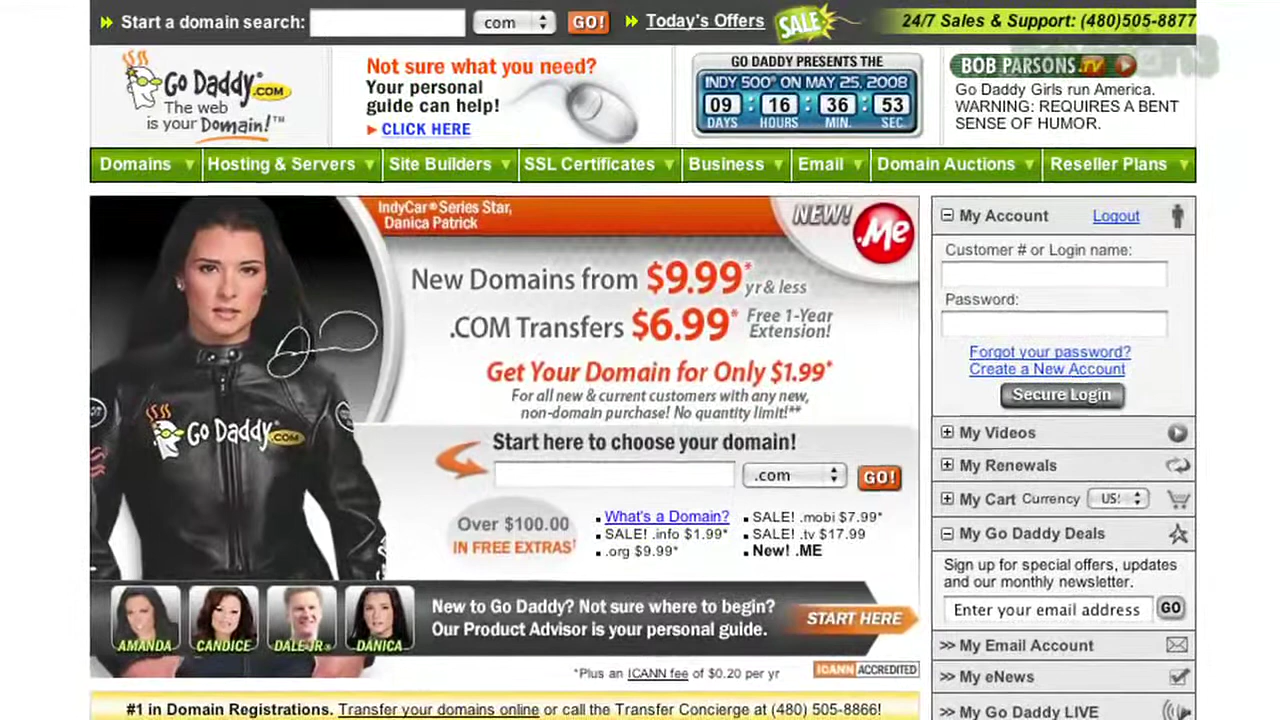 Start a domain search:
com
GO!
Today's Offers
SALE
24/7 Sales & Support: (480)505-8877
Go Daddy.COM
The web
is your Domain!™
Not sure what you need?
Your personal
guide can help!
CLICK HERE
GO DADDY PRESENTS THE
INDY 500® ON MAY 25, 2008
09 : 16 : 36 : 53
DAYS HOURS MIN. SEC.
BOB PARSONS.TV
Go Daddy Girls run America.
WARNING: REQUIRES A BENT
SENSE OF HUMOR.
Domains
Hosting & Servers
Site Builders
SSL Certificates
Business
Email
Domain Auctions
Reseller Plans
IndyCar® Series Star,
Danica Patrick
NEW!
.Me
New Domains from $9.99* yr & less
.COM Transfers $6.99* Free 1-Year
Extension!
Get Your Domain for Only $1.99*
For all new & current customers with any new,
non-domain purchase! No quantity limit!**
Go Daddy.COM
Start here to choose your domain!
.com
GO!
Over $100.00
IN FREE EXTRAS†
What's a Domain?
SALE! .info $1.99*
.org $9.99*
SALE! .mobi $7.99*
SALE! .tv $17.99
New! .ME
AMANDA
CANDICE
DALE JR®
DANICA
New to Go Daddy? Not sure where to begin?
Our Product Advisor is your personal guide.
START HERE
*Plus an ICANN fee of $0.20 per yr
ICANN ACCREDITED
#1 in Domain Registrations. Transfer your domains online or call the Transfer Concierge at (480) 505-8866!
My Account
Logout
Customer # or Login name:
Password:
Forgot your password?
Create a New Account
Secure Login
My Videos
My Renewals
My Cart
Currency
US!
My Go Daddy Deals
Sign up for special offers, updates
and our monthly newsletter.
Enter your email address
GO
>> My Email Account
>> My eNews
>> My Go Daddy LIVE